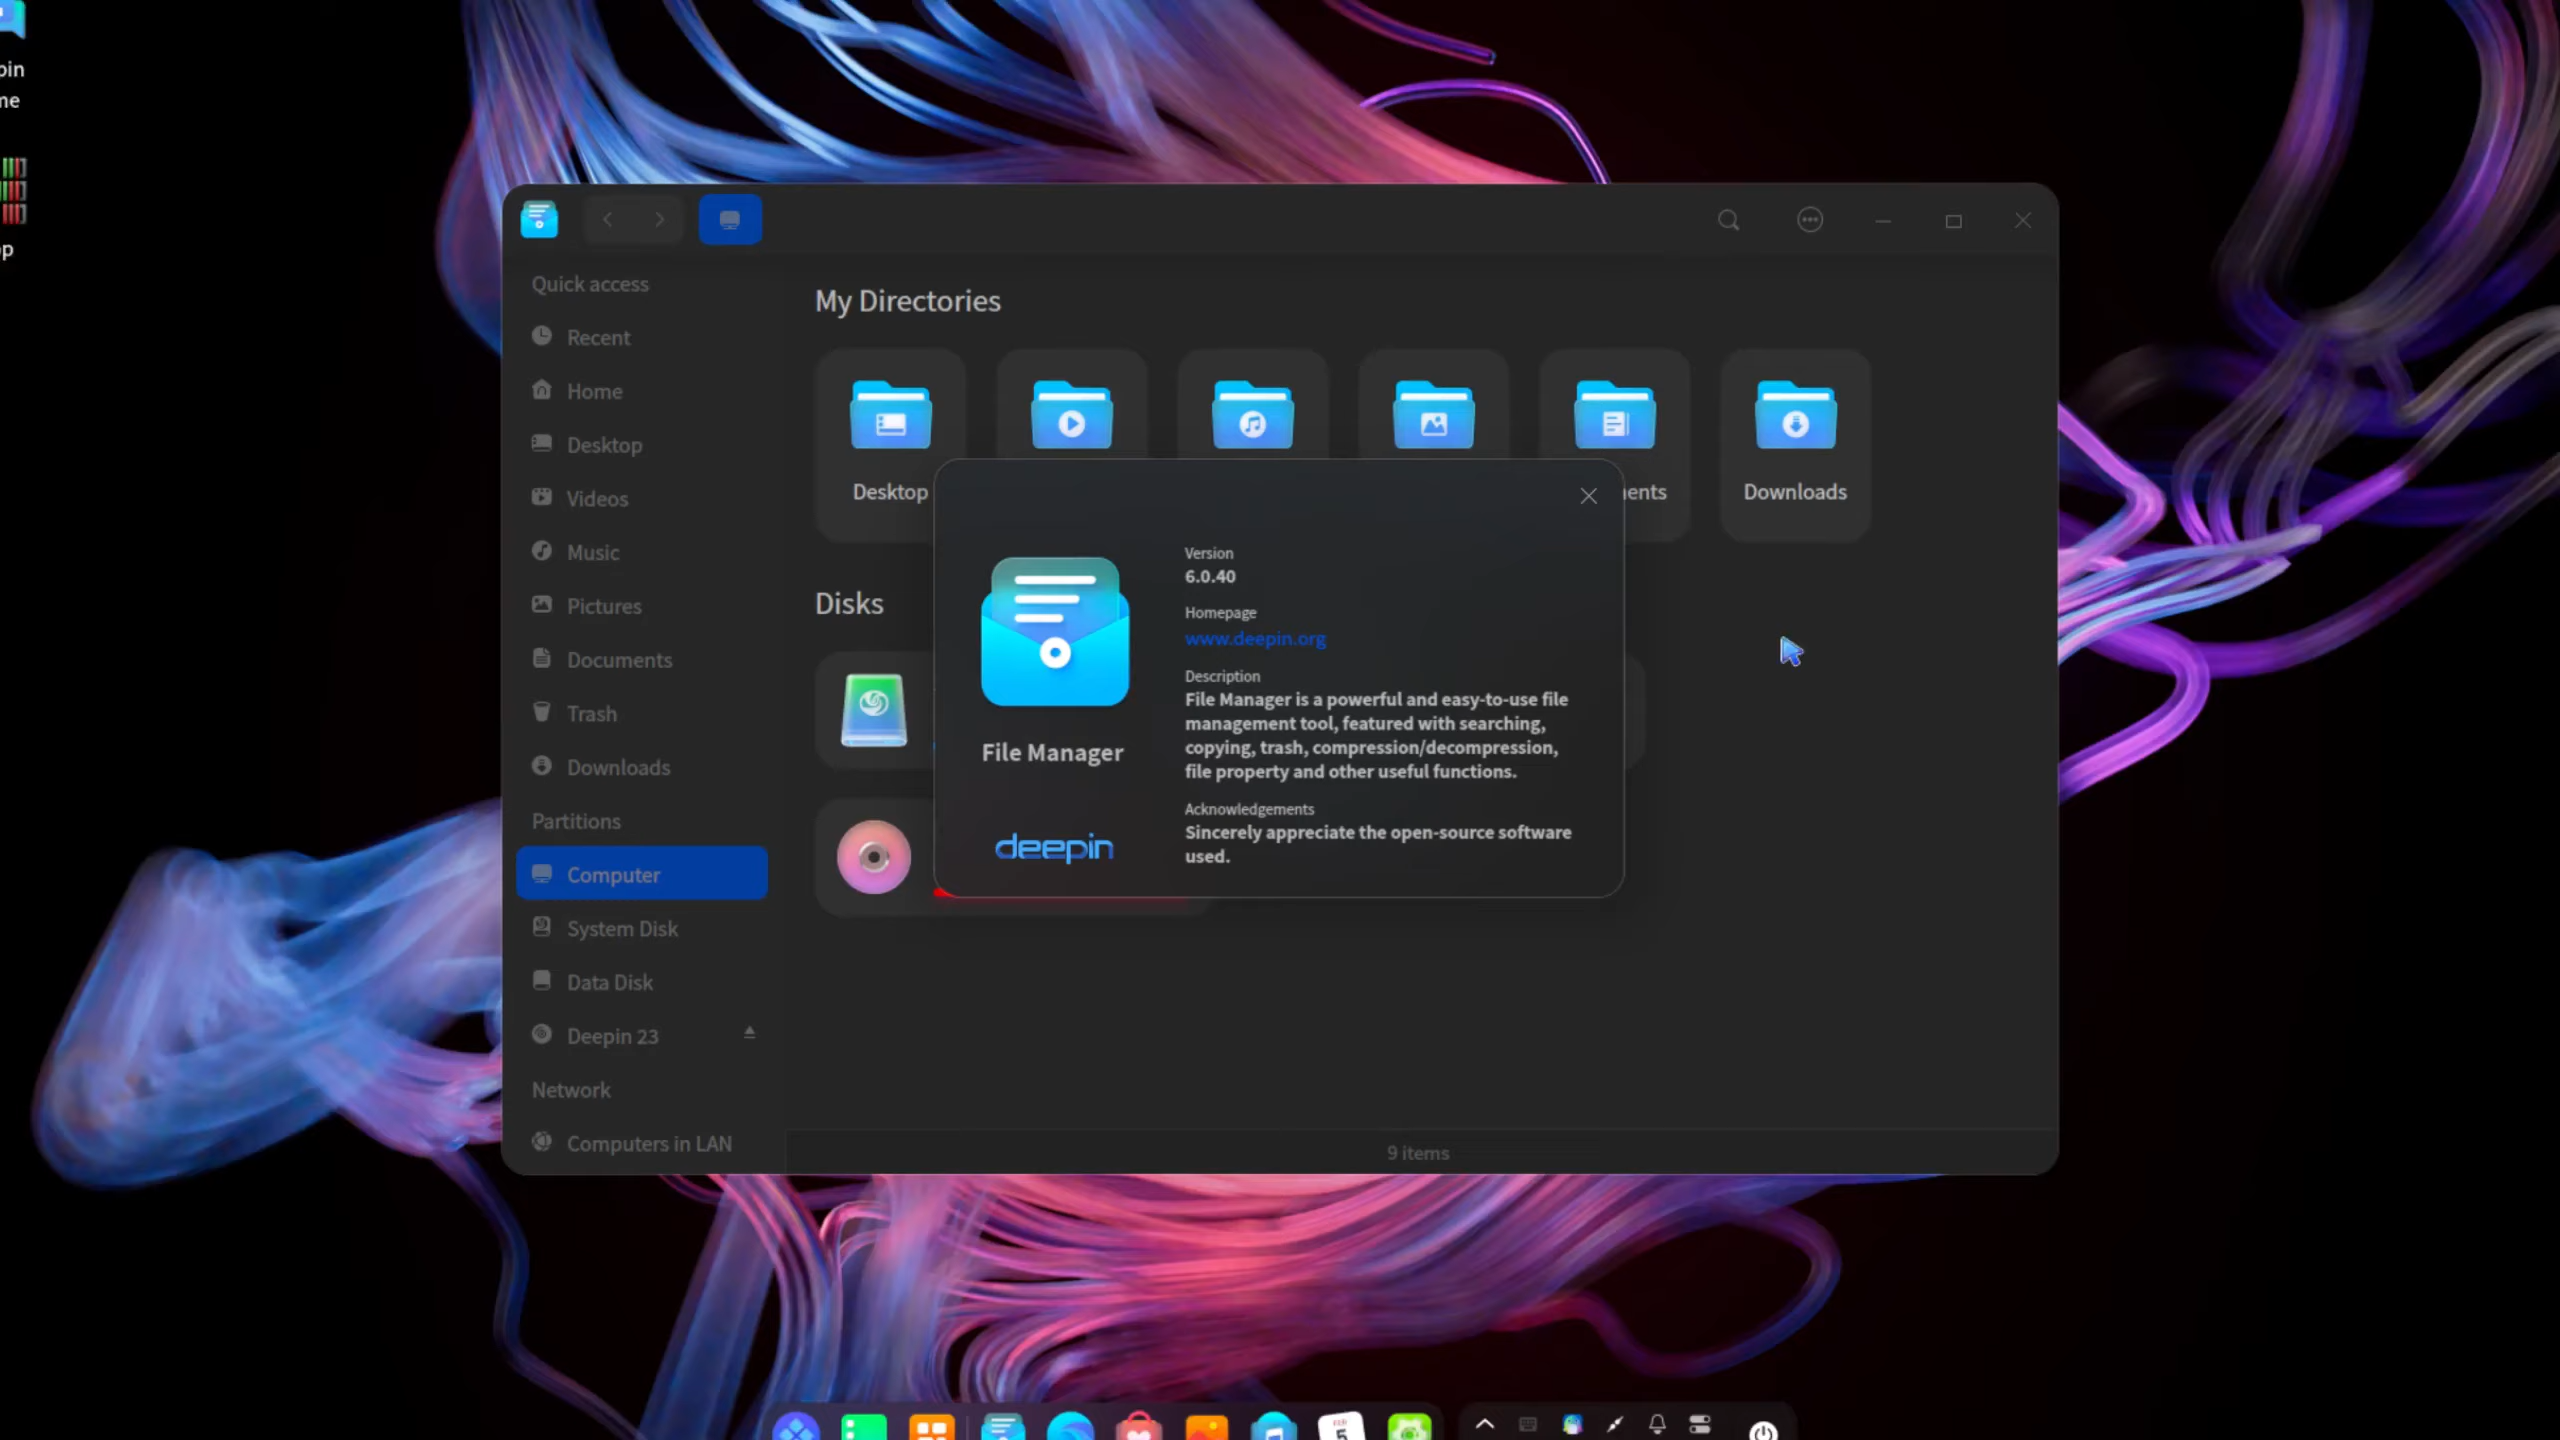 pin
me
op
Quick access
Recent
Home
Desktop
Videos
Music
Pictures
Documents
Trash
Downloads
Partitions
Computer
System Disk
Data Disk
Deepin 23
Network
Computers in LAN
My Directories
Desktop
ents
Downloads
Disks
File Manager
deepin
Version
6.0.40
Homepage
www.deepin.org
Description
File Manager is a powerful and easy-to-use file
management tool, featured with searching,
copying, trash, compression/decompression,
file property and other useful functions.
Acknowledgements
Sincerely appreciate the open-source software
used.
9 items
FEB
5